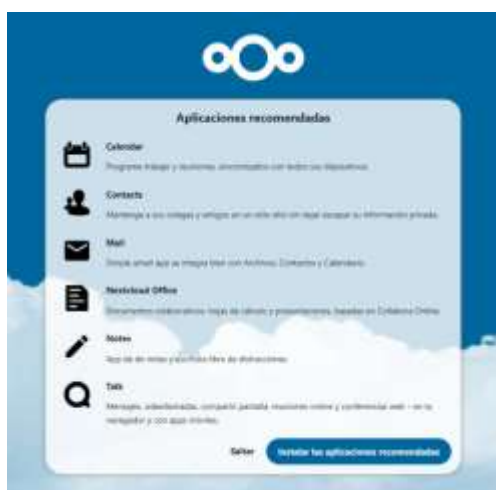 Aplicaciones recomendadas
Calendar
Programe trabajo y reuniones, sincronizados con todos sus dispositivos.
Contacts
Mantenga a sus colegas y amigos en un sólo sitio sin dejar escapar su información privada.
Mail
Simple email app se integra bien con Archivos, Contactos y Calendario.
Nextcloud Office
Documentos colaborativos, hojas de cálculo y presentaciones, basadas en Collabora Online.
Notes
App de de notas y escritura libre de distracciones.
Talk
Mensajes, videollamadas, compartir pantalla, reuniones online y conferencias web – en tu
navegador y con apps móviles.
Saltar
Instalar las aplicaciones recomendadas